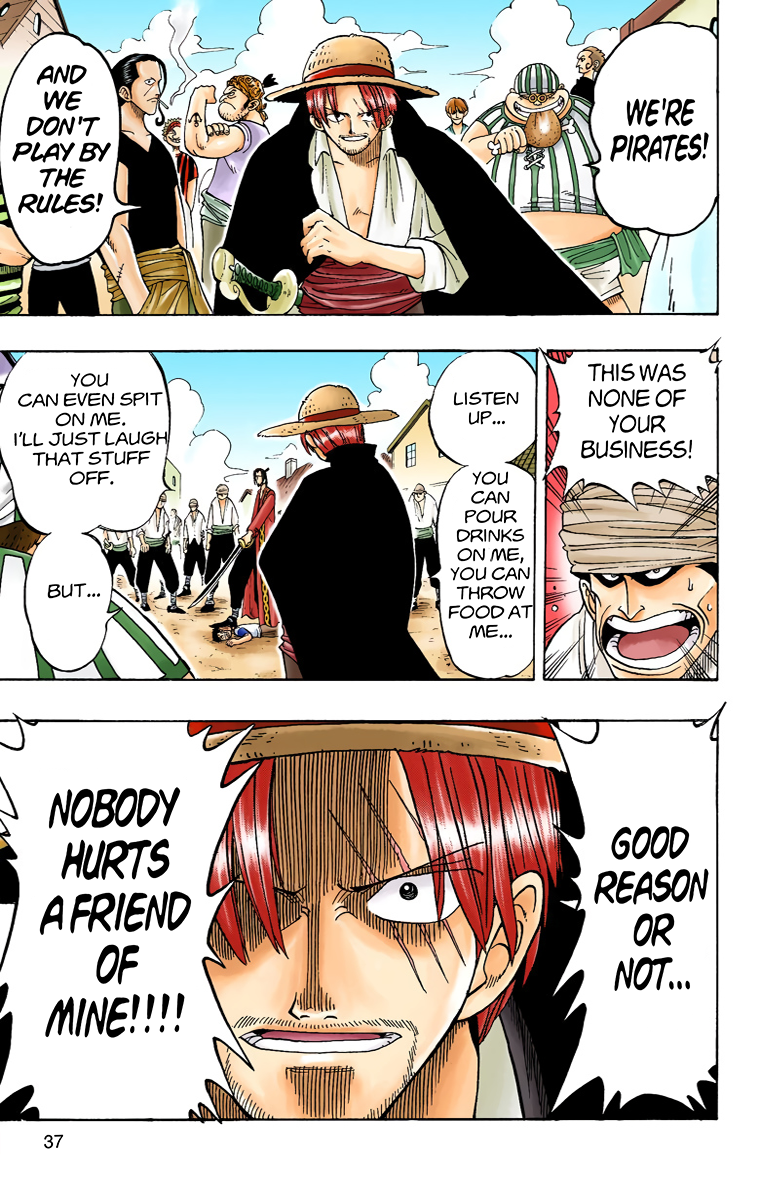 WE'RE
PIRATES!
AND
WE
DON'T
PLAY BY
THE
RULES!
THIS WAS
NONE OF
YOUR
BUSINESS!
LISTEN
UP...
YOU
CAN
POUR
DRINKS
ON ME,
YOU CAN
THROW
FOOD AT
ME...
YOU
CAN EVEN SPIT
ON ME.
I'LL JUST LAUGH
THAT STUFF
OFF.
BUT...
GOOD
REASON
OR
NOT...
NOBODY
HURTS
A FRIEND
OF
MINE!!!!
37